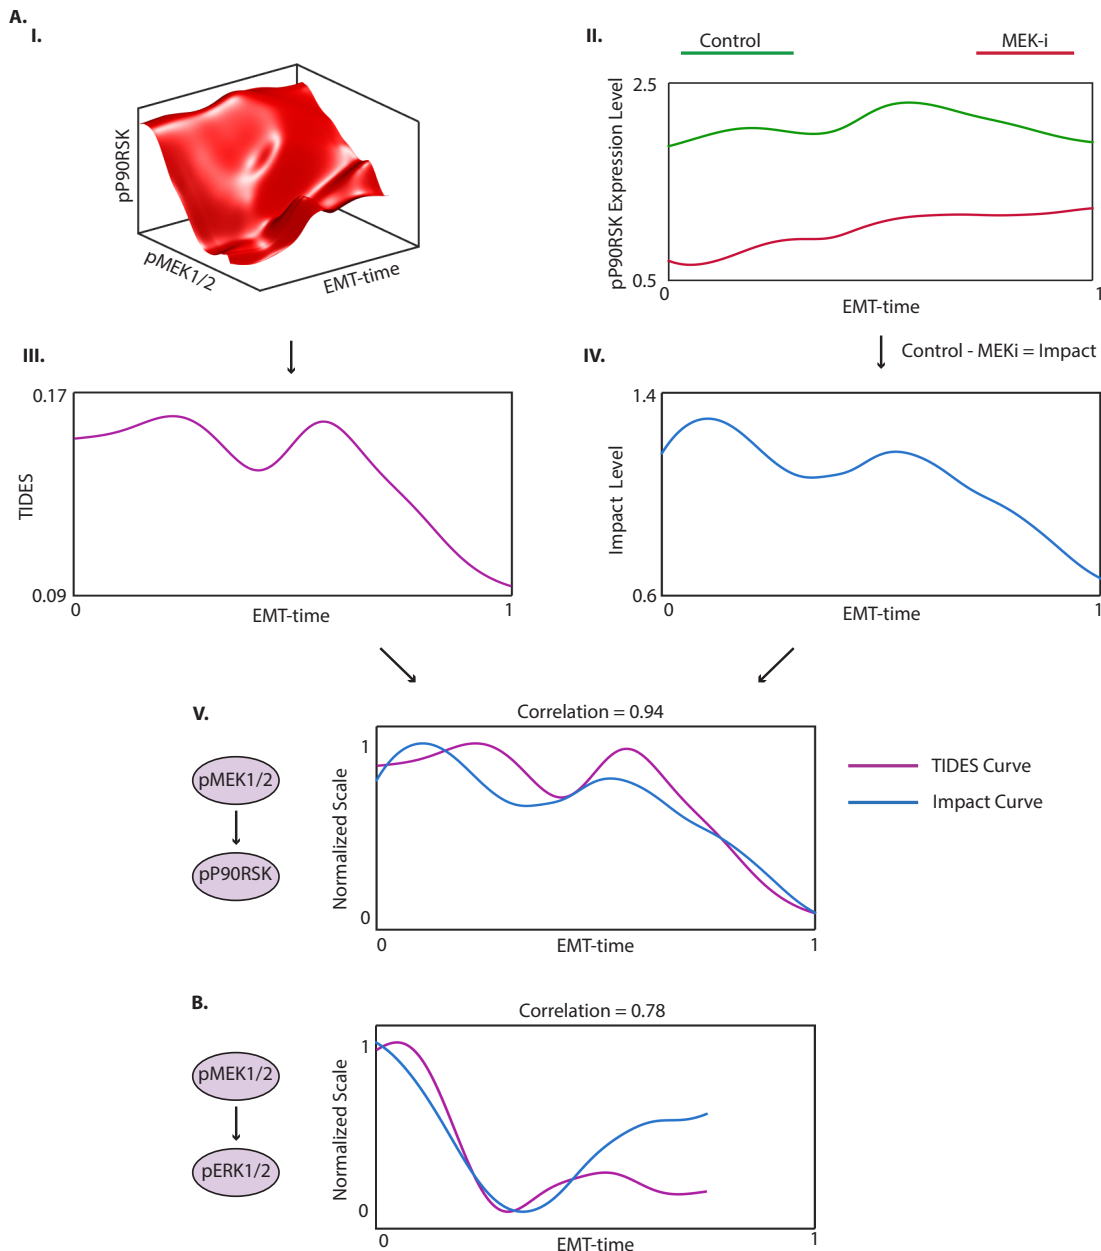 A.
I.
pP90RSK
pMEK1/2
EMT-time
II.
Control
MEK-i
2.5
pP90RSK Expression Level
0.5
0
1
EMT-time
Control - MEKi = Impact
III.
0.17
TIDES
0.09
0
1
EMT-time
IV.
1.4
Impact Level
0.6
0
1
EMT-time
V.
Correlation = 0.94
pMEK1/2
pP90RSK
1
Normalized Scale
0
0
1
EMT-time
TIDES Curve
Impact Curve
B.
Correlation = 0.78
pMEK1/2
pERK1/2
1
Normalized Scale
0
0
1
EMT-time